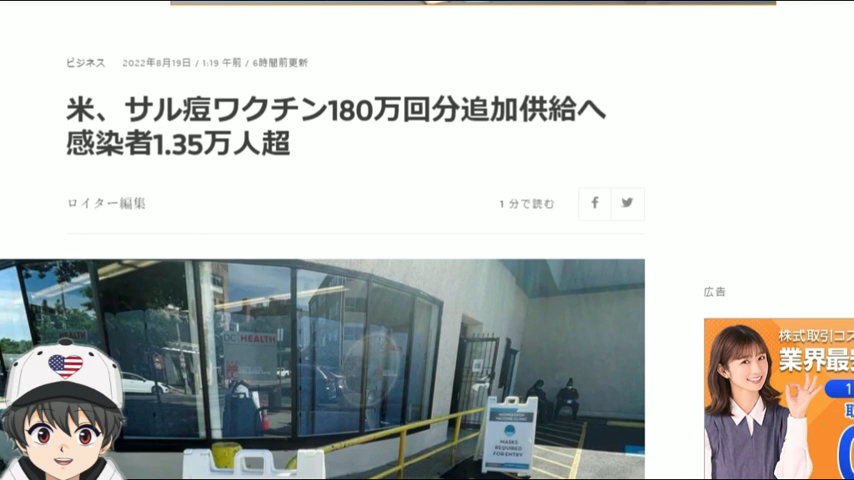 ビジネス 2022年8月19日 / 1:19 午前 / 6時間前更新
米、サル痘ワクチン180万回分追加供給へ
感染者1.35万人超
ロイター編集
1 分で読む
広告
DC HEALTH
MASKS
REQUIRED
FOR ENTRY
株式取引コス
業界最